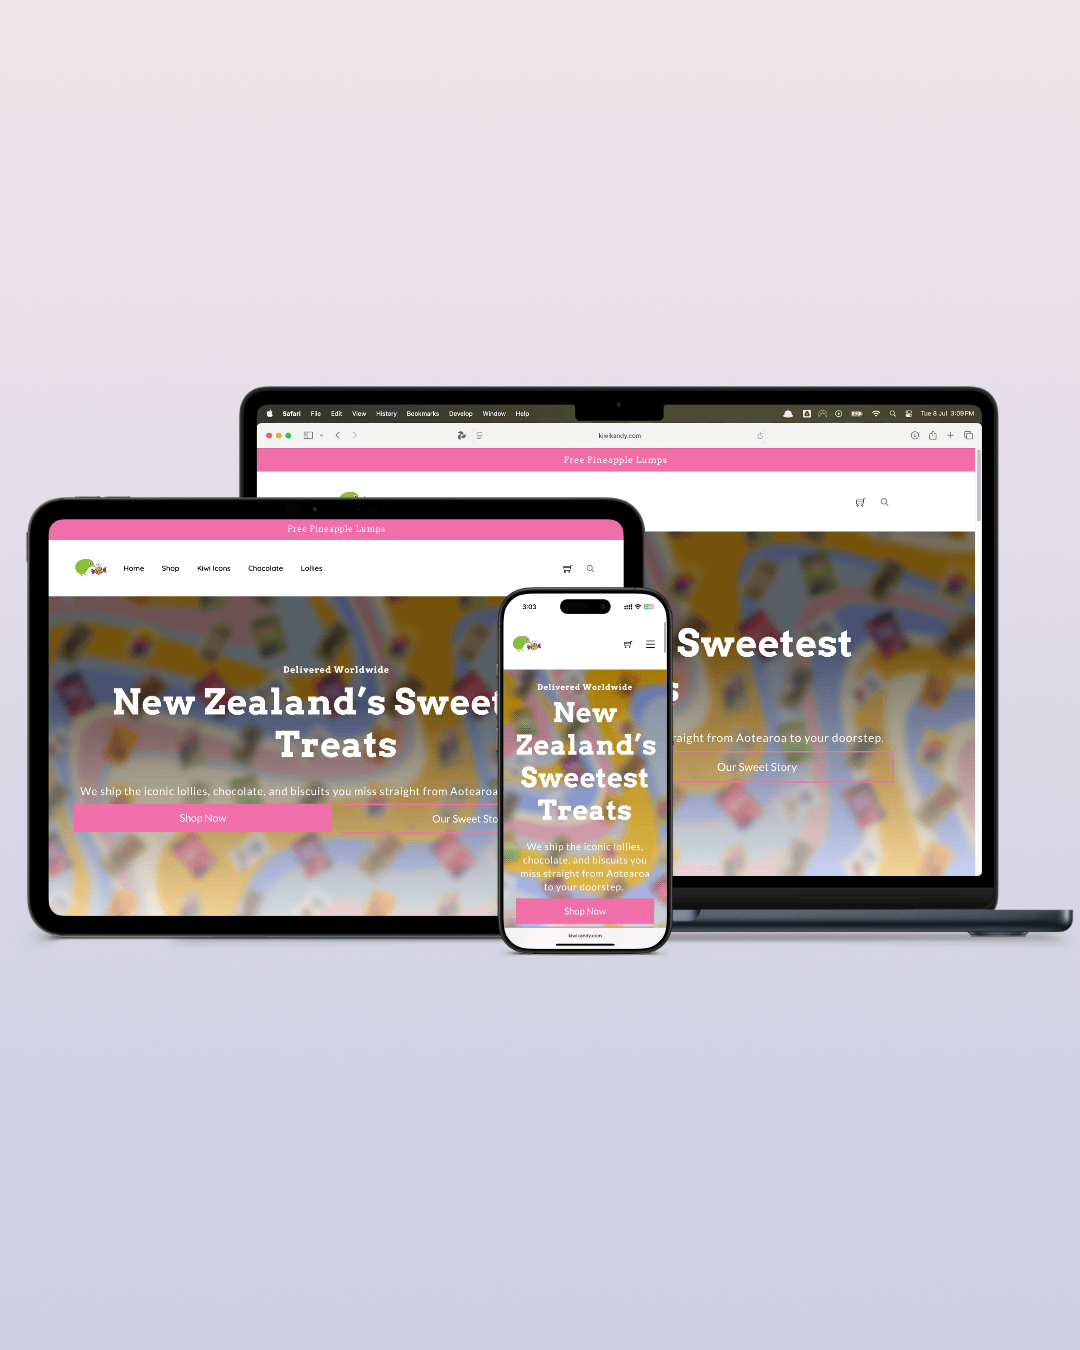 Safari File Edit View History Bookmarks Develop Window Help
Tue 8 Jul 3:09PM
kiwikandy.com
Free Pineapple Lumps
Sweetest
s
raight from Aotearoa to your doorstep.
Our Sweet Story
Free Pineapple Lumps
Home Shop Kiwi Icons Chocolate Lollies
Delivered Worldwide
New Zealand’s Sweet
Treats
We ship the iconic lollies, chocolate, and biscuits you miss straight from Aotearoa
Shop Now
Our Sweet Sto
3:03
Delivered Worldwide
New
Zealand’s
Sweetest
Treats
We ship the iconic lollies,
chocolate, and biscuits you
miss straight from Aotearoa
to your doorstep.
Shop Now
kiwikandy.com